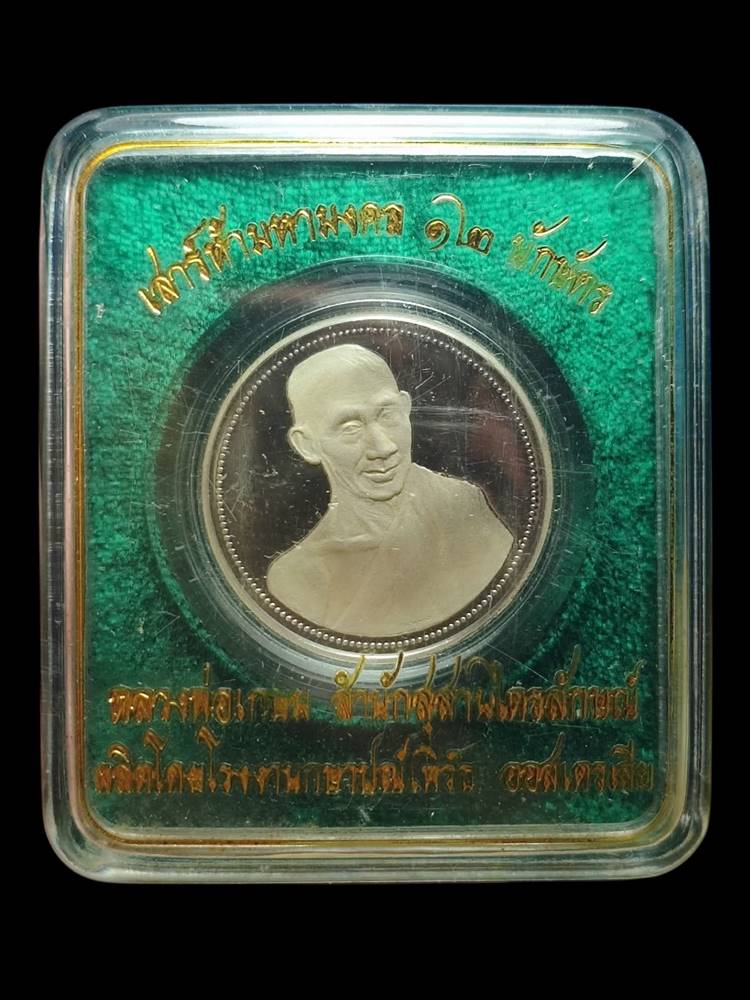 เสาร์ห้ามหามงคล ๑๒ นักษัตร
หลวงพ่อเกษม สำนักสุสานไตรลักษณ์
ผลิตโดยโรงงานกษาปณ์เพิร์ธ ออสเตรเลีย